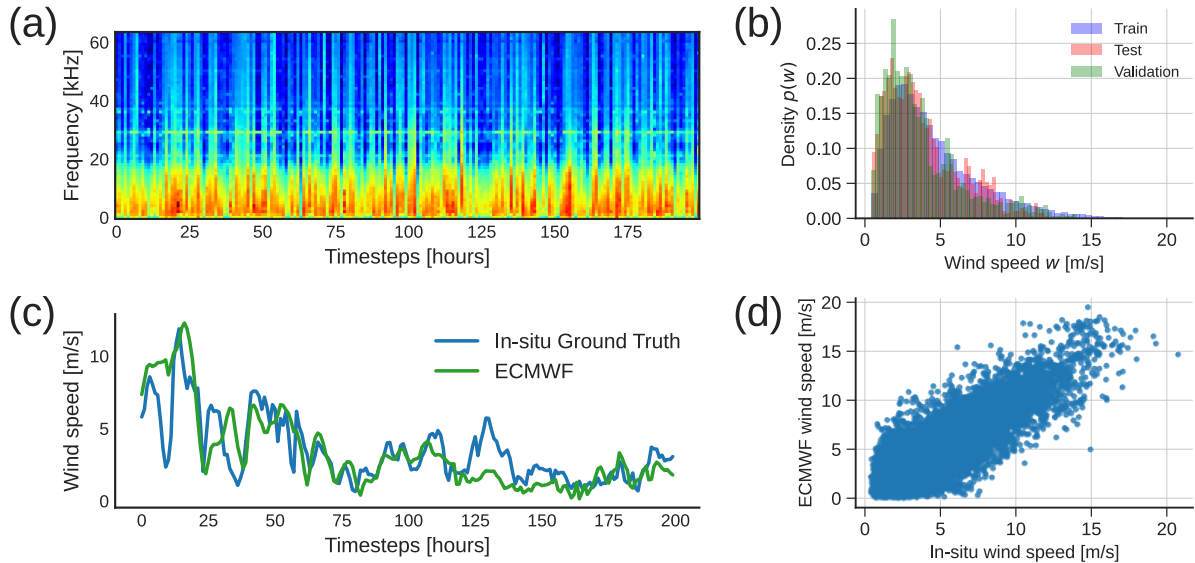 (a)
Frequency [kHz]
60
40
20
0
0 25 50 75 100 125 150 175
Timesteps [hours]
(b)
Density p(w)
0.25
0.20
0.15
0.10
0.05
0.00
Train
Test
Validation
0 5 10 15 20
Wind speed w [m/s]
(c)
Wind speed [m/s]
10
5
0
In-situ Ground Truth
ECMWF
0 25 50 75 100 125 150 175 200
Timesteps [hours]
(d)
ECMWF wind speed [m/s]
20
15
10
5
0
0 5 10 15 20
In-situ wind speed [m/s]